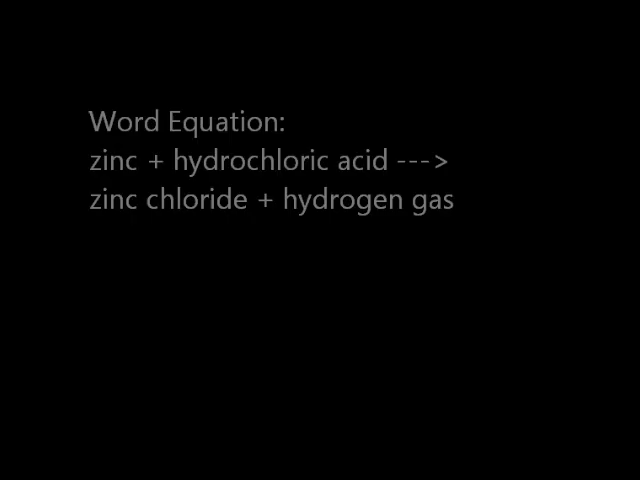 Word Equation:
zinc + hydrochloric acid --->
zinc chloride + hydrogen gas